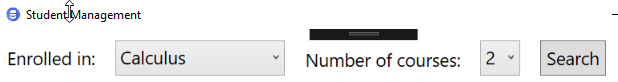 Student Management
Enrolled in: Calculus Number of courses: 2 Search